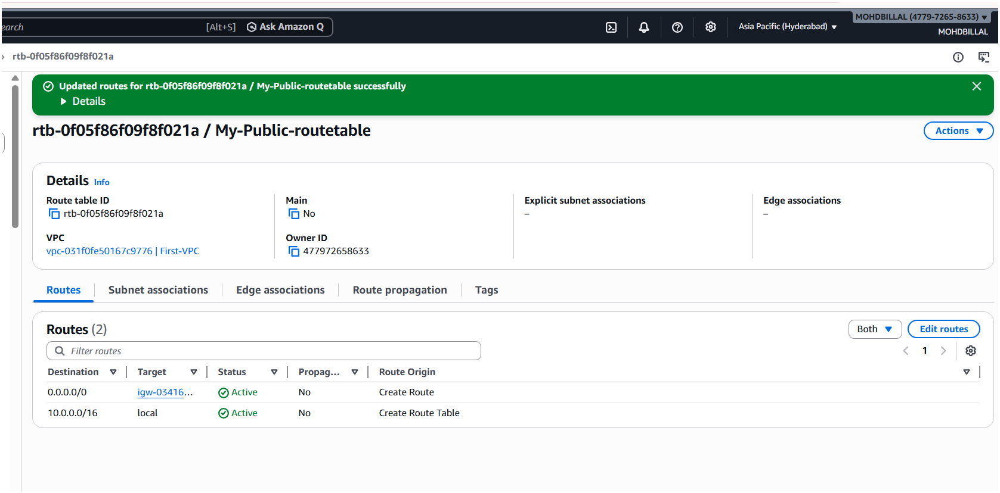 earch [Alt+S] Ask Amazon Q Asia Pacific (Hyderabad) MOHDBILLAL (4779-7265-8633)
MOHDBILLAL
rtb-0f05f86f09f8f021a
Updated routes for rtb-0f05f86f09f8f021a / My-Public-routetable successfully
Details
rtb-0f05f86f09f8f021a / My-Public-routetable Actions
Details Info
Route table ID Main Explicit subnet associations Edge associations
rtb-0f05f86f09f8f021a No – –
VPC Owner ID
vpc-031f0fe50167c9776 | First-VPC 477972658633
Routes Subnet associations Edge associations Route propagation Tags
Routes (2) Both Edit routes
Filter routes 1
Destination Target Status Propag... Route Origin
0.0.0.0/0 igw-03416... Active No Create Route
10.0.0.0/16 local Active No Create Route Table